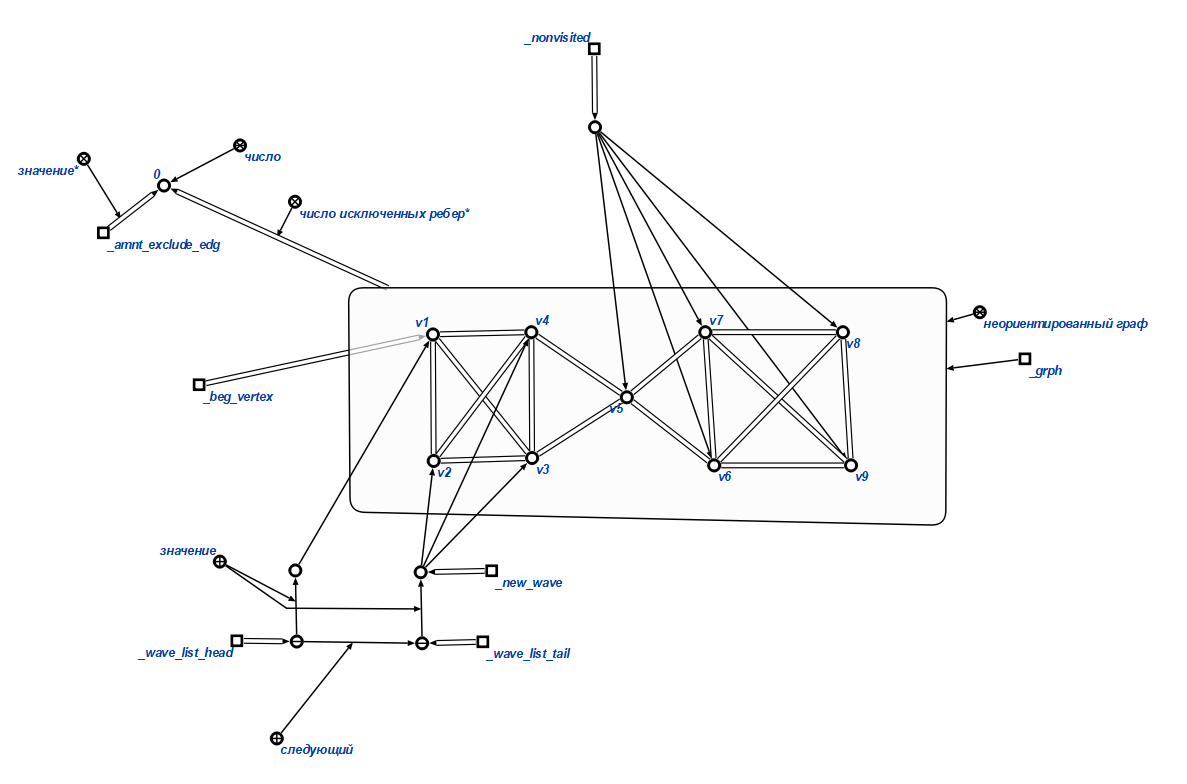 _nonvisited
число
значение*
0
число исключенных ребер*
_amnt_exclude_edg
v1
v4
v7
неориентированный граф
v8
_grph
_beg_vertex
v5
v2
v3
v6
v9
значение
_new_wave
_wave_list_head
_wave_list_tail
следующий